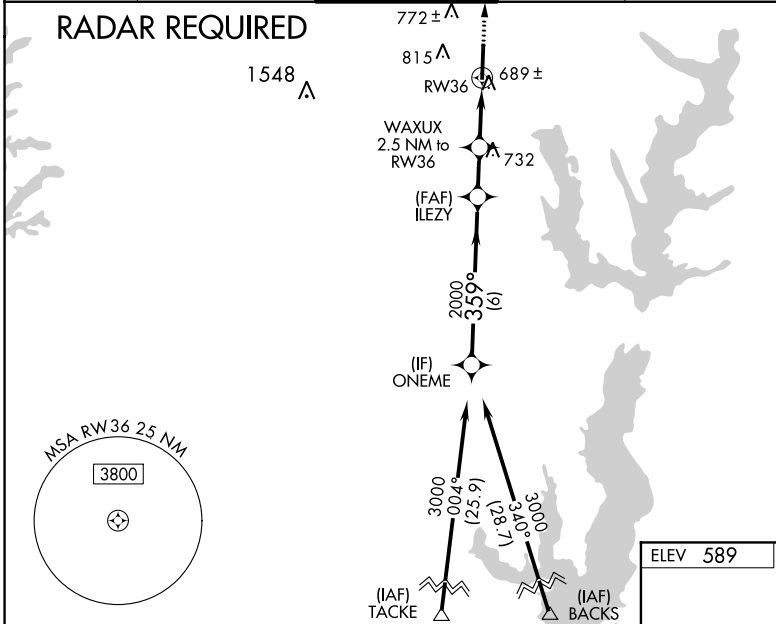 RADAR REQUIRED
772 ±
815
1548
RW36
689 ±
WAXUX
2.5 NM to
RW36
732
(FAF)
ILEZY
2000
359°
(6)
(IF)
ONEME
MSA RW36 25 NM
3800
3000
004°
(25.9)
3000
340°
(28.7)
(IAF)
TACKE
(IAF)
BACKS
ELEV 589